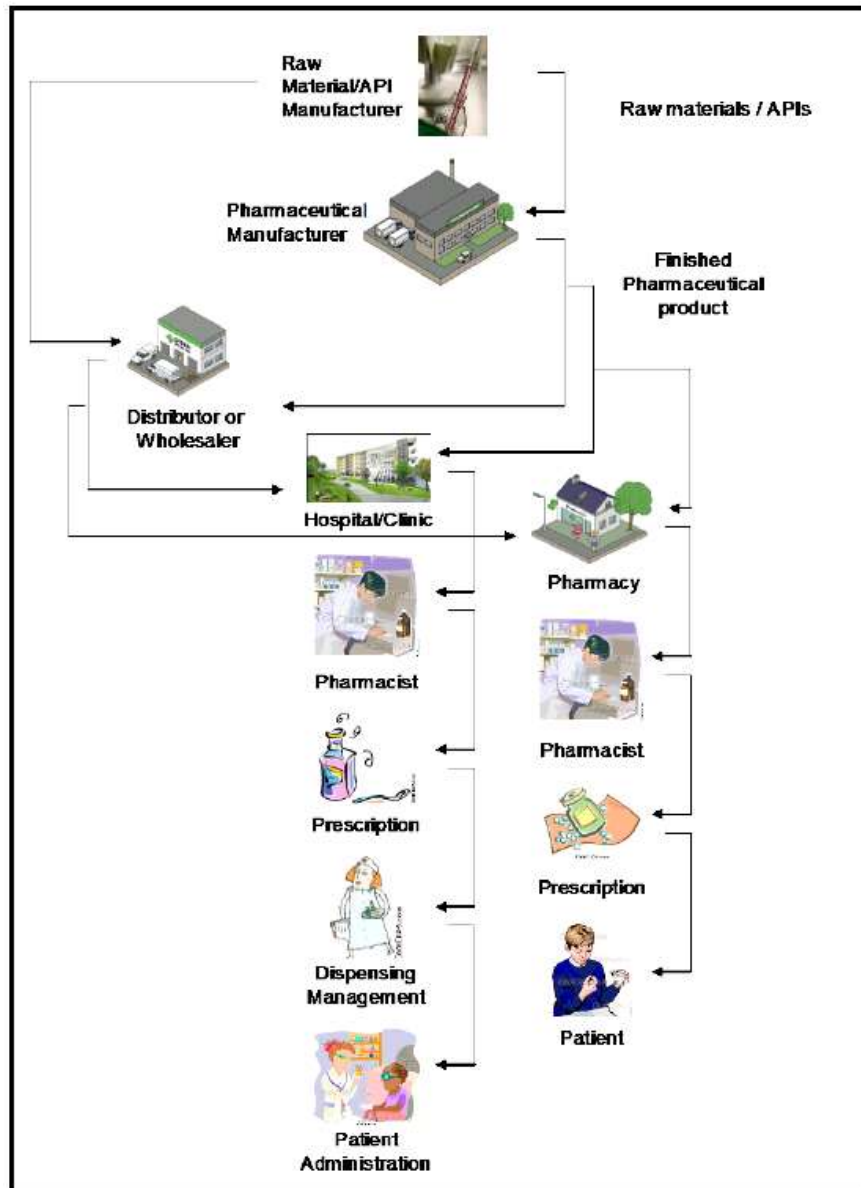 Raw
Material/API
Manufacturer
Raw materials / APIs
Pharmaceutical
Manufacturer
Finished
Pharmaceutical
product
Distributor or
Wholesaler
Hospital/Clinic
Pharmacy
Pharmacist
Pharmacist
Prescription
Prescription
Dispensing
Management
Patient
Patient
Administration